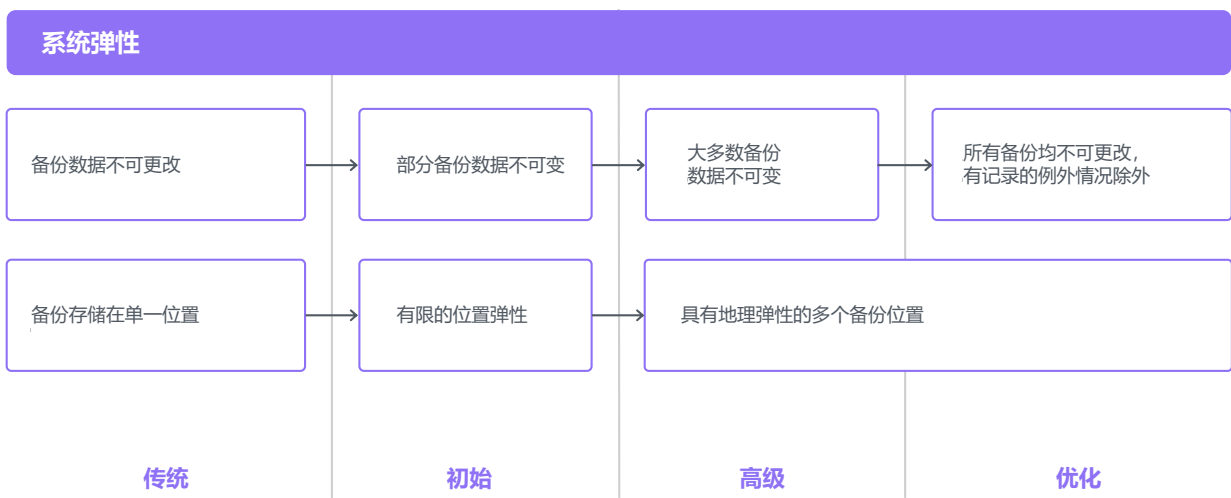 系统弹性
备份数据不可更改
部分备份数据不可变
大多数备份
数据不可变
所有备份均不可更改，
有记录的例外情况除外
备份存储在单一位置
有限的位置弹性
具有地理弹性的多个备份位置
传统
初始
高级
优化